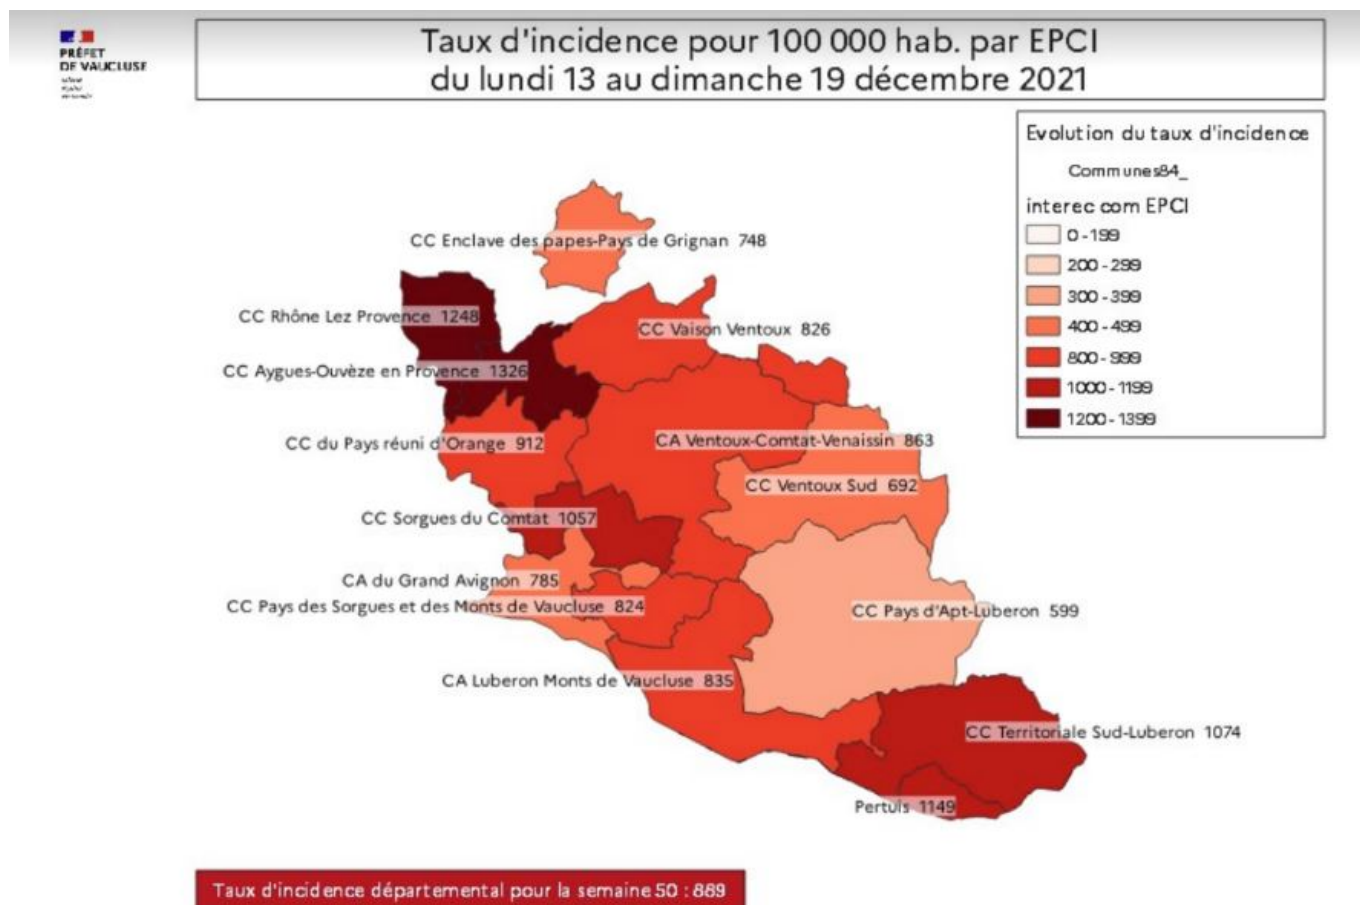 PRÉFET
DE VAUCLUSE
Taux d'incidence pour 100 000 hab. par EPCI
du lundi 13 au dimanche 19 décembre 2021
Evolution du taux d'incidence
Communes84_
interec com EPCI
0 - 199
200 - 299
300 - 399
400 - 499
800 - 999
1000 - 1199
1200 - 1399
CC Enclave des papes-Pays de Grignan 748
CC Rhône Lez Provence 1248
CC Vaison Ventoux 826
CC Aygues-Ouvèze en Provence 1326
CC du Pays réuni d'Orange 912
CA Ventoux-Comtat-Venaissin 863
CC Ventoux Sud 692
CC Sorgues du Comtat 1057
CA du Grand Avignon 785
CC Pays des Sorgues et des Monts de Vaucluse 824
CC Pays d'Apt-Luberon 599
CA Luberon Monts de Vaucluse 835
CC Territoriale Sud-Luberon 1074
Pertuis 1149
Taux d'incidence départemental pour la semaine 50 : 889